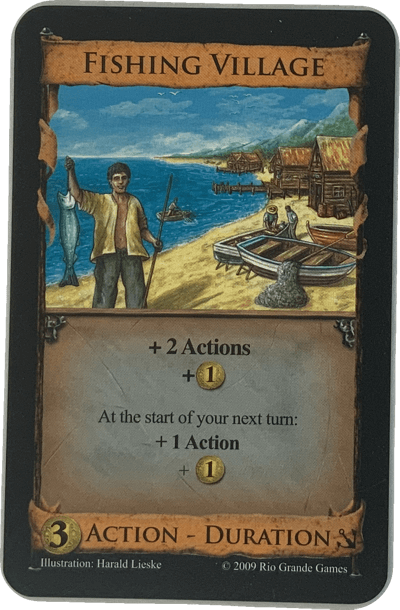 FISHING VILLAGE
+ 2 Actions
+ 1
At the start of your next turn:
+ 1 Action
+ 1
3 ACTION - DURATION
Illustration: Harald Lieske © 2009 Rio Grande Games